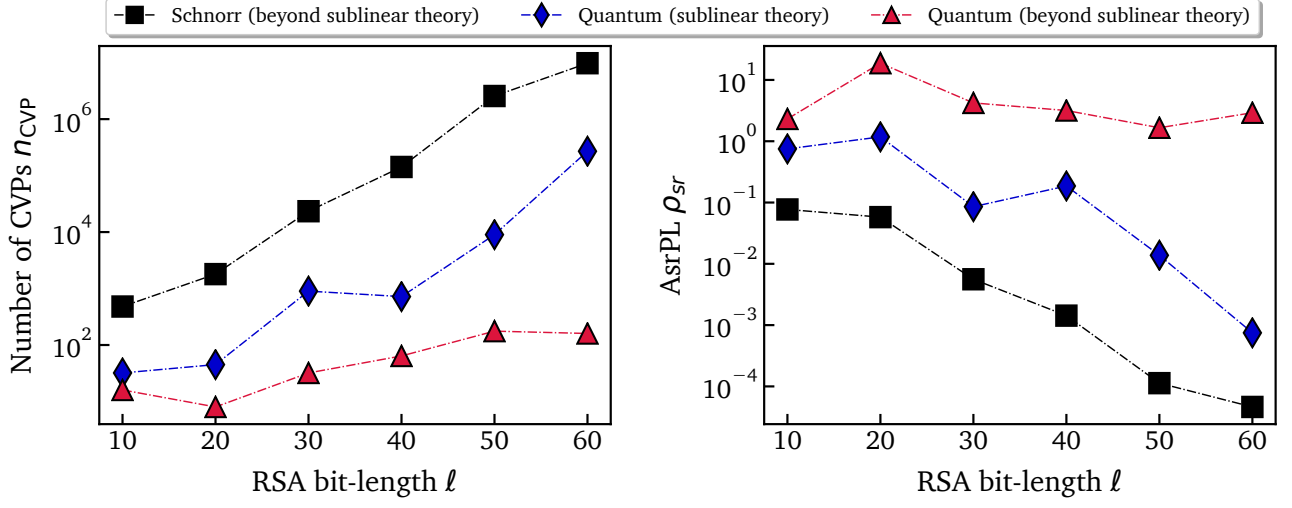 Schnorr (beyond sublinear theory) Quantum (sublinear theory) Quantum (beyond sublinear theory)
Number of CVPs n_CVP
10^6
10^4
10^2
10 20 30 40 50 60
RSA bit-length ℓ
AsrPL ρ_sr
10^1
10^0
10^−1
10^−2
10^−3
10^−4
10 20 30 40 50 60
RSA bit-length ℓ